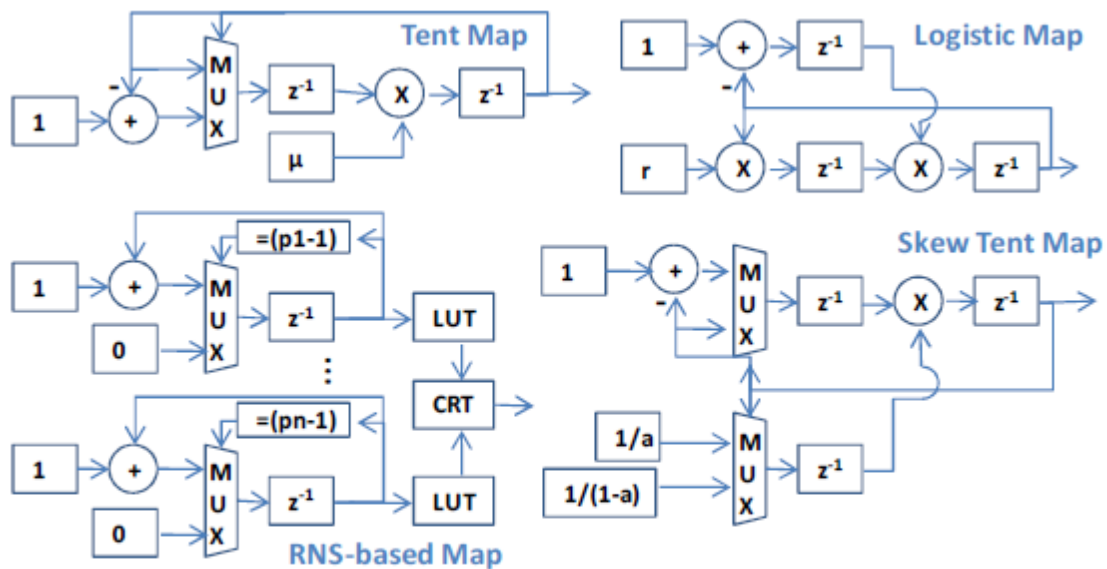 Tent Map
-
M
U
X
z-1
X
z-1
1
+
μ
Logistic Map
1
+
z-1
-
r
X
z-1
X
z-1
RNS-based Map
=(p1-1)
1
+
M
U
X
z-1
0
LUT
...
CRT
=(pn-1)
1
+
M
U
X
z-1
0
LUT
Skew Tent Map
1
+
-
M
U
X
z-1
X
z-1
1/a
1/(1-a)
M
U
X
z-1